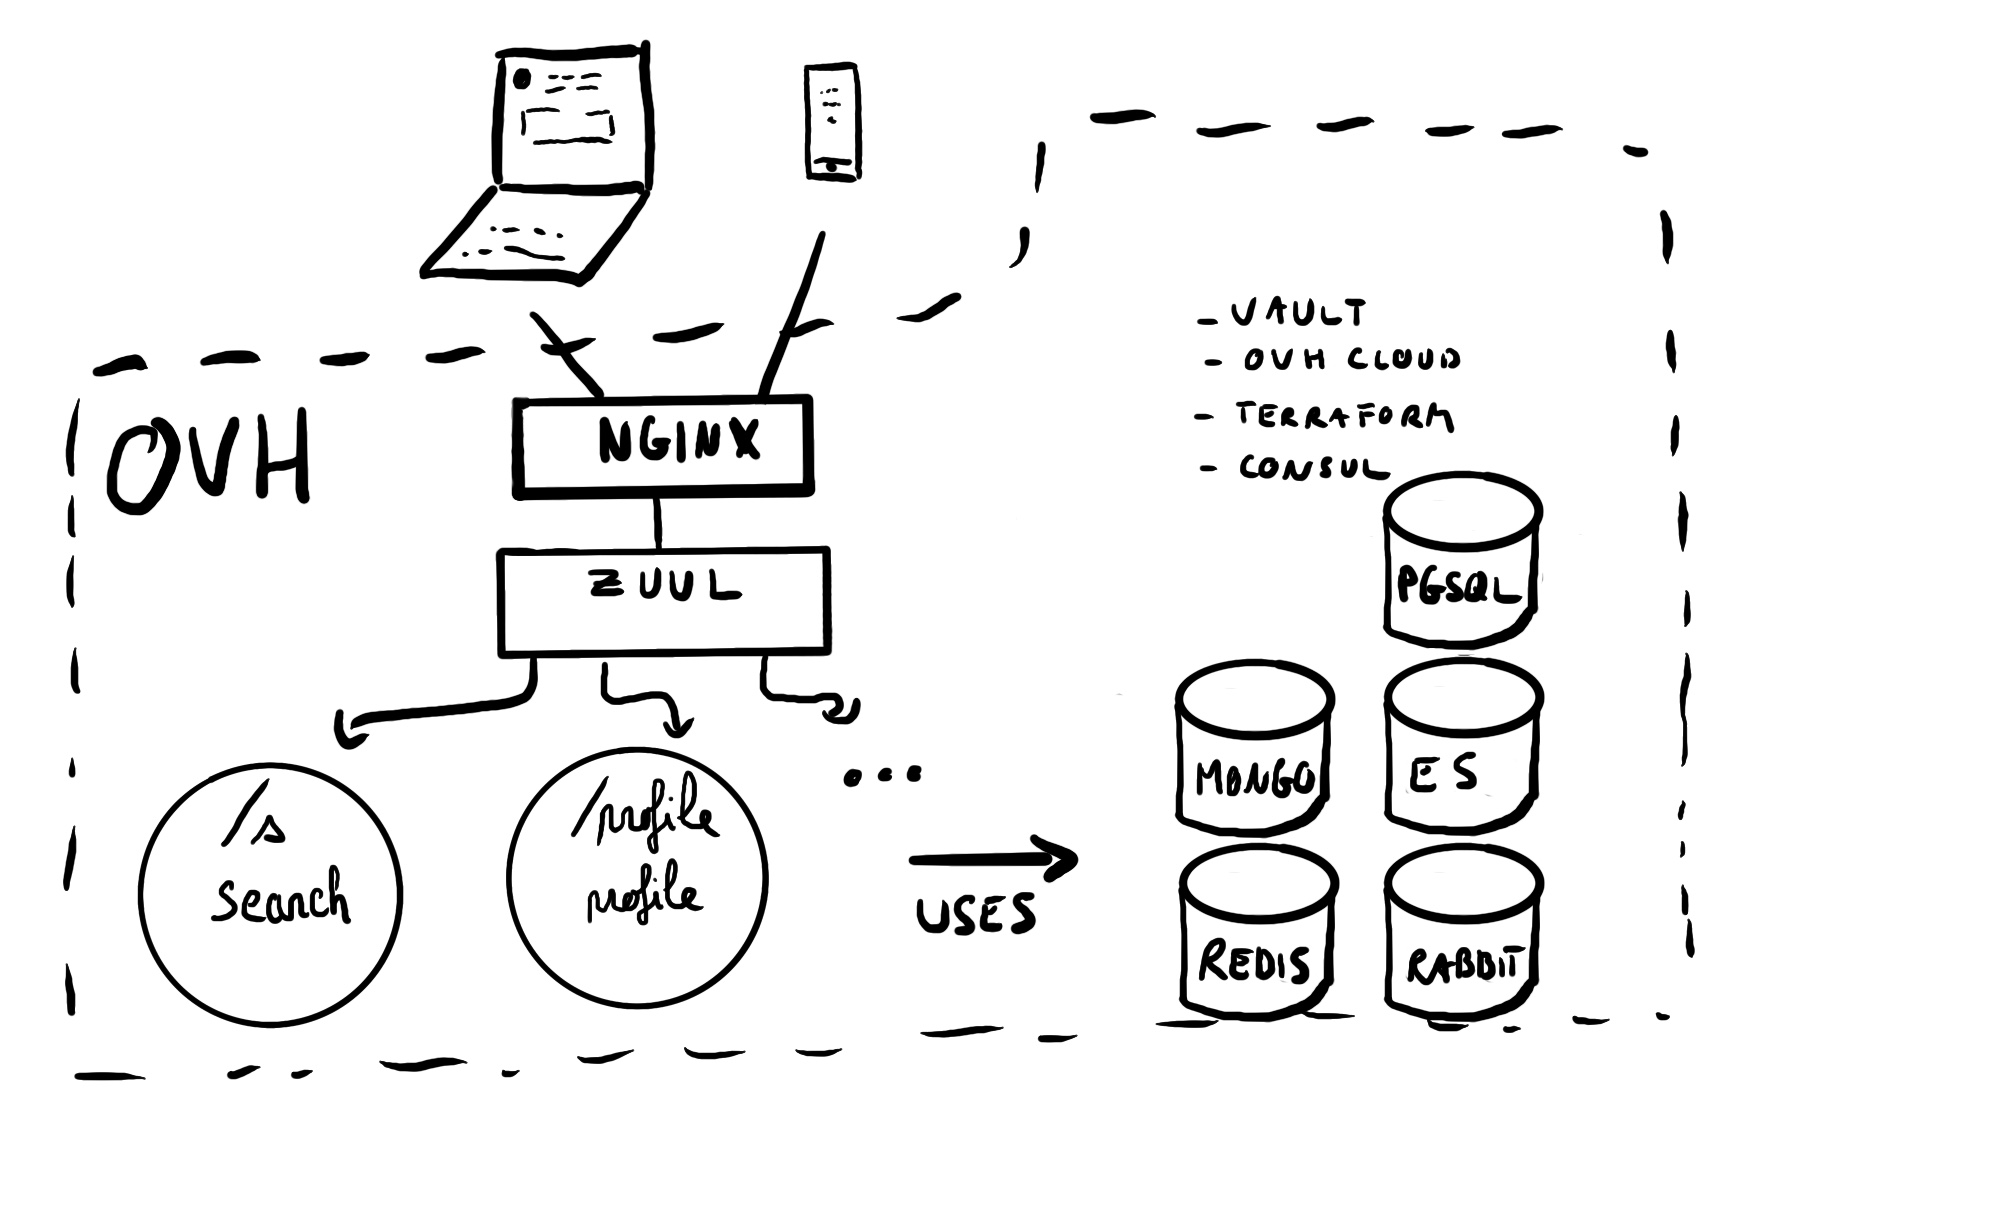 OVH
NGINX
ZUUL
/s
search
/profile
profile
...
USES
- VAULT
- OVH CLOUD
- TERRAFORM
- CONSUL
PGSQL
MONGO
ES
REDIS
RABBIT